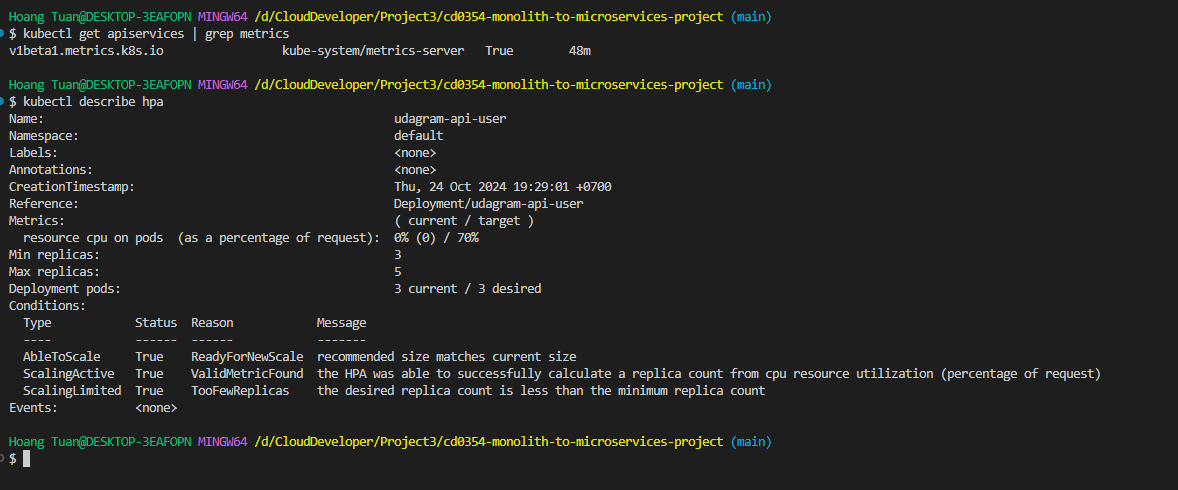 Hoang Tuan@DESKTOP-3EAFOPN MINGW64 /d/CloudDeveloper/Project3/cd0354-monolith-to-microservices-project (main)
$ kubectl get apiservices | grep metrics
v1beta1.metrics.k8s.io                 kube-system/metrics-server   True        48m

Hoang Tuan@DESKTOP-3EAFOPN MINGW64 /d/CloudDeveloper/Project3/cd0354-monolith-to-microservices-project (main)
$ kubectl describe hpa
Name:                                                  udagram-api-user
Namespace:                                             default
Labels:                                                <none>
Annotations:                                           <none>
CreationTimestamp:                                     Thu, 24 Oct 2024 19:29:01 +0700
Reference:                                             Deployment/udagram-api-user
Metrics:                                               ( current / target )
  resource cpu on pods  (as a percentage of request):  0% (0) / 70%
Min replicas:                                          3
Max replicas:                                          5
Deployment pods:                                       3 current / 3 desired
Conditions:
  Type            Status  Reason            Message
  ----            ------  ------            -------
  AbleToScale     True    ReadyForNewScale  recommended size matches current size
  ScalingActive   True    ValidMetricFound  the HPA was able to successfully calculate a replica count from cpu resource utilization (percentage of request)
  ScalingLimited  True    TooFewReplicas    the desired replica count is less than the minimum replica count
Events:           <none>

Hoang Tuan@DESKTOP-3EAFOPN MINGW64 /d/CloudDeveloper/Project3/cd0354-monolith-to-microservices-project (main)
$